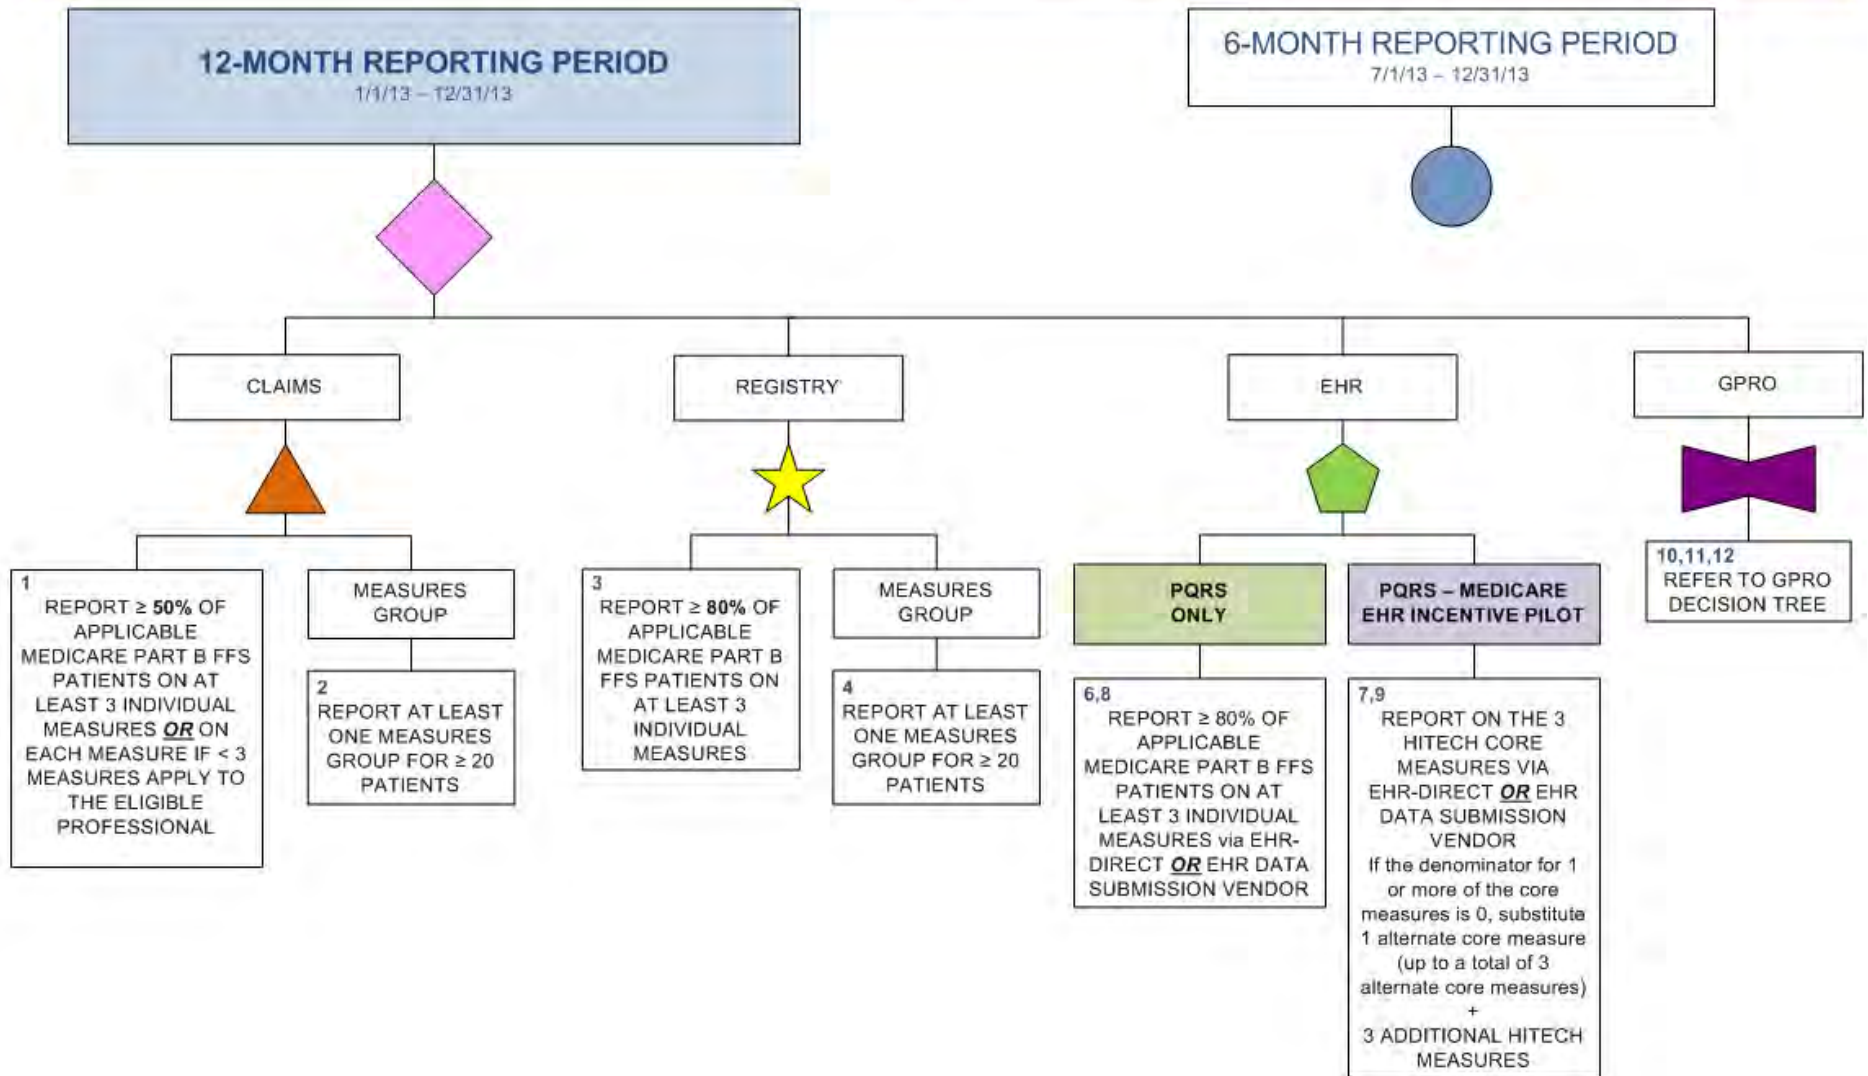 12-MONTH REPORTING PERIOD
1/1/13 – 12/31/13
6-MONTH REPORTING PERIOD
7/1/13 – 12/31/13
CLAIMS
REGISTRY
EHR
GPRO
1
REPORT ≥ 50% OF
APPLICABLE
MEDICARE PART B FFS
PATIENTS ON AT
LEAST 3 INDIVIDUAL
MEASURES OR ON
EACH MEASURE IF < 3
MEASURES APPLY TO
THE ELIGIBLE
PROFESSIONAL
MEASURES
GROUP
2
REPORT AT LEAST
ONE MEASURES
GROUP FOR ≥ 20
PATIENTS
3
REPORT ≥ 80% OF
APPLICABLE
MEDICARE PART B
FFS PATIENTS ON
AT LEAST 3
INDIVIDUAL
MEASURES
MEASURES
GROUP
4
REPORT AT LEAST
ONE MEASURES
GROUP FOR ≥ 20
PATIENTS
PQRS
ONLY
6,8
REPORT ≥ 80% OF
APPLICABLE
MEDICARE PART B FFS
PATIENTS ON AT
LEAST 3 INDIVIDUAL
MEASURES via EHR-
DIRECT OR EHR DATA
SUBMISSION VENDOR
PQRS – MEDICARE
EHR INCENTIVE PILOT
7,9
REPORT ON THE 3
HITECH CORE
MEASURES VIA
EHR-DIRECT OR EHR
DATA SUBMISSION
VENDOR
If the denominator for 1
or more of the core
measures is 0, substitute
1 alternate core measure
(up to a total of 3
alternate core measures)
+
3 ADDITIONAL HITECH
MEASURES
10,11,12
REFER TO GPRO
DECISION TREE